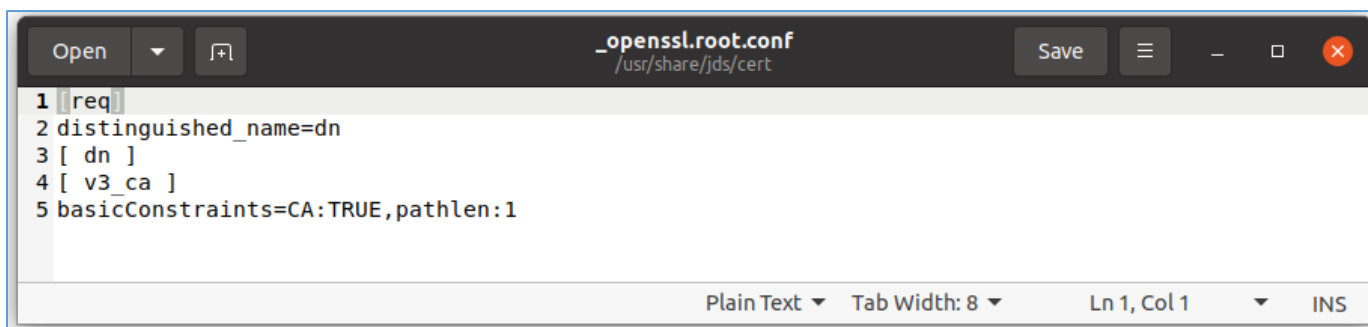 Open
_openssl.root.conf
/usr/share/jds/cert
Save
1 [req]
2 distinguished_name=dn
3 [ dn ]
4 [ v3_ca ]
5 basicConstraints=CA:TRUE,pathlen:1
Plain Text Tab Width: 8 Ln 1, Col 1 INS